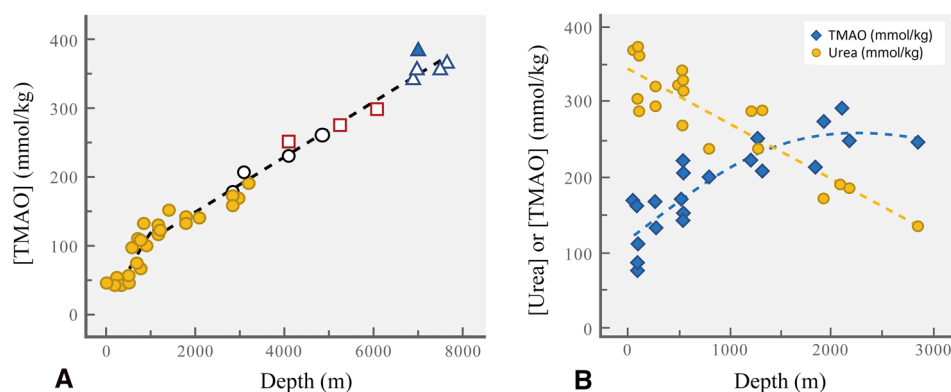 [TMAO] (mmol/kg)
400
300
200
100
0
0 2000 4000 6000 8000
Depth (m)
A
[Urea] or [TMAO] (mmol/kg)
400
300
200
100
0
0 1000 2000 3000
Depth (m)
B
TMAO (mmol/kg)
Urea (mmol/kg)